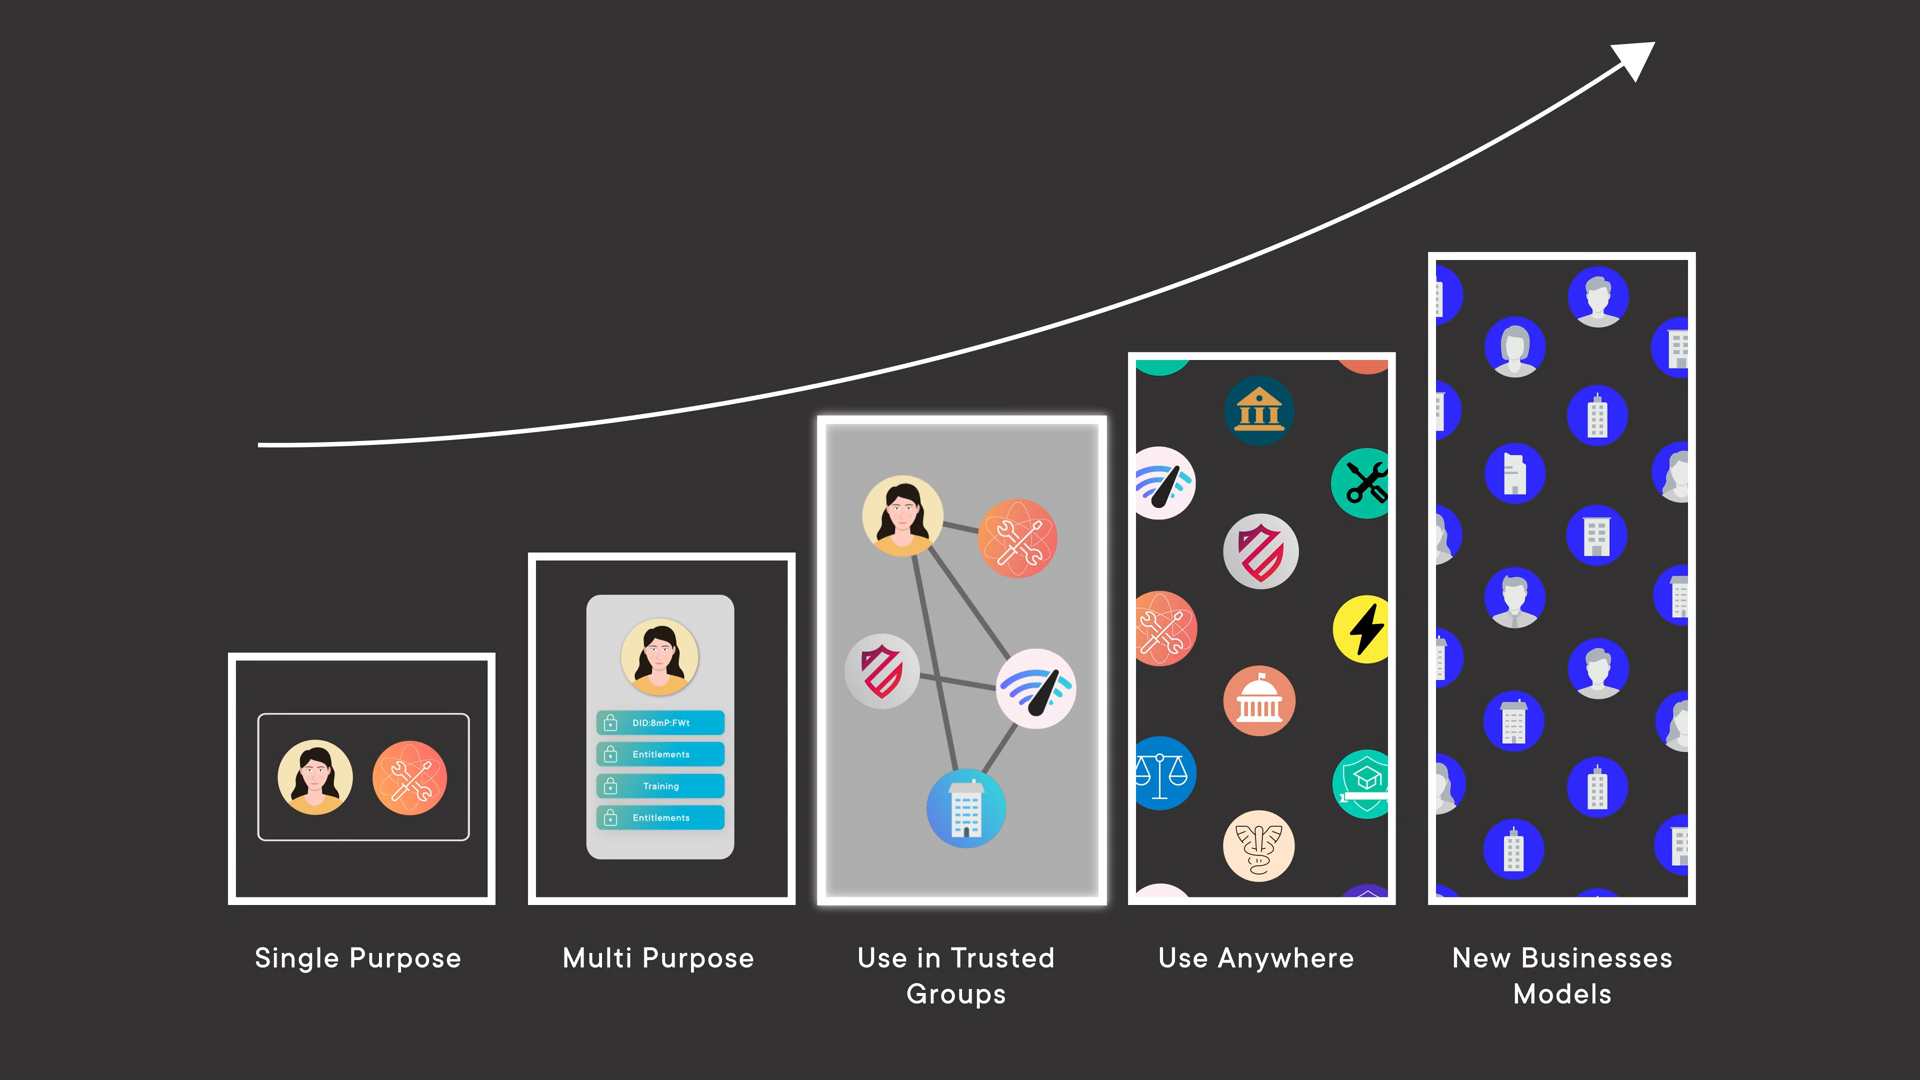 DID:8mP:FWt
Entitlements
Training
Entitlements
Single Purpose
Multi Purpose
Use in Trusted
Groups
Use Anywhere
New Businesses
Models